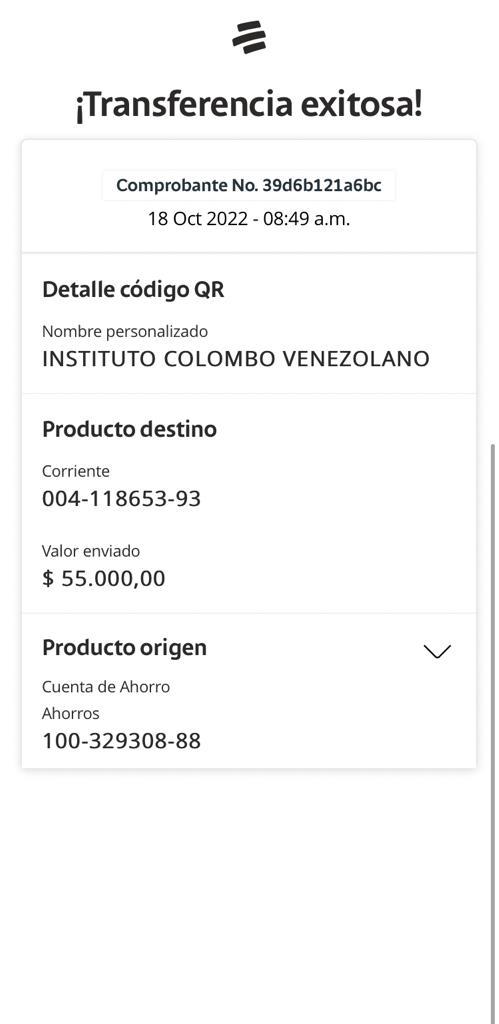 ¡Transferencia exitosa!
Comprobante No. 39d6b121a6bc
18 Oct 2022 - 08:49 a.m.
Detalle código QR
Nombre personalizado
INSTITUTO COLOMBO VENEZOLANO
Producto destino
Corriente
004-118653-93
Valor enviado
$ 55.000,00
Producto origen
Cuenta de Ahorro
Ahorros
100-329308-88